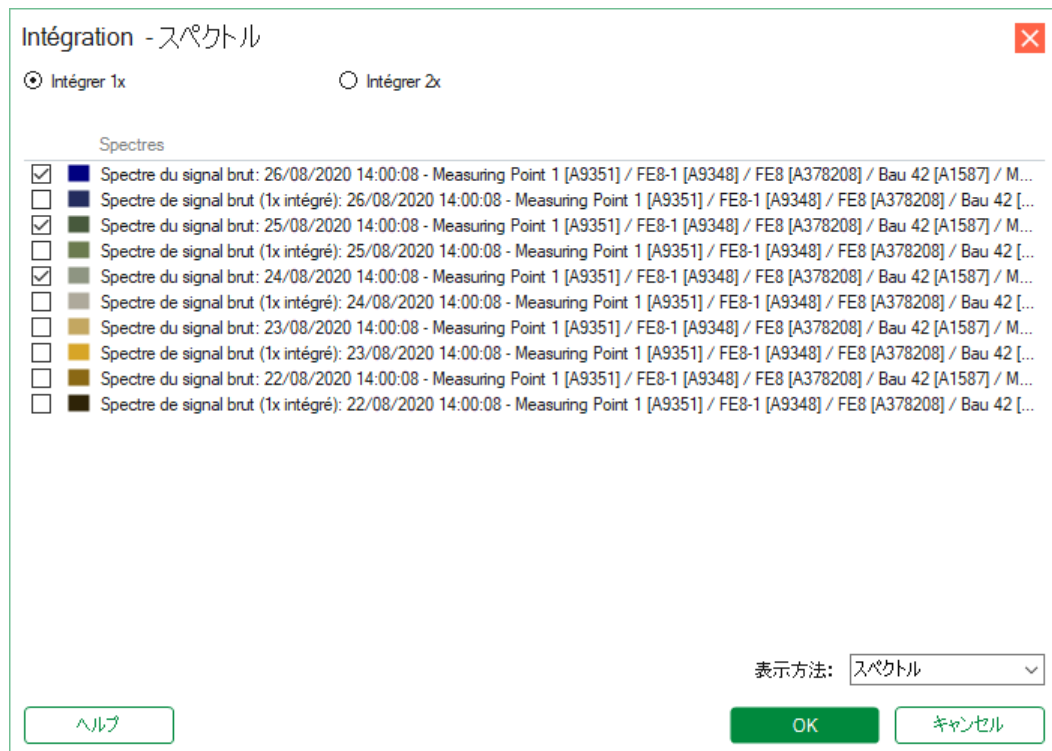 Intégration - スペクトル
Intégrer 1x Intégrer 2x
Spectres
Spectre du signal brut: 26/08/2020 14:00:08 - Measuring Point 1 [A9351] / FE8-1 [A9348] / FE8 [A378208] / Bau 42 [A1587] / M...
Spectre de signal brut (1x intégré): 26/08/2020 14:00:08 - Measuring Point 1 [A9351] / FE8-1 [A9348] / FE8 [A378208] / Bau 42 [...
Spectre du signal brut: 25/08/2020 14:00:08 - Measuring Point 1 [A9351] / FE8-1 [A9348] / FE8 [A378208] / Bau 42 [A1587] / M...
Spectre de signal brut (1x intégré): 25/08/2020 14:00:08 - Measuring Point 1 [A9351] / FE8-1 [A9348] / FE8 [A378208] / Bau 42 [...
Spectre du signal brut: 24/08/2020 14:00:08 - Measuring Point 1 [A9351] / FE8-1 [A9348] / FE8 [A378208] / Bau 42 [A1587] / M...
Spectre de signal brut (1x intégré): 24/08/2020 14:00:08 - Measuring Point 1 [A9351] / FE8-1 [A9348] / FE8 [A378208] / Bau 42 [...
Spectre du signal brut: 23/08/2020 14:00:08 - Measuring Point 1 [A9351] / FE8-1 [A9348] / FE8 [A378208] / Bau 42 [A1587] / M...
Spectre de signal brut (1x intégré): 23/08/2020 14:00:08 - Measuring Point 1 [A9351] / FE8-1 [A9348] / FE8 [A378208] / Bau 42 [...
Spectre du signal brut: 22/08/2020 14:00:08 - Measuring Point 1 [A9351] / FE8-1 [A9348] / FE8 [A378208] / Bau 42 [A1587] / M...
Spectre de signal brut (1x intégré): 22/08/2020 14:00:08 - Measuring Point 1 [A9351] / FE8-1 [A9348] / FE8 [A378208] / Bau 42 [...
表示方法: スペクトル
ヘルプ OK キャンセル